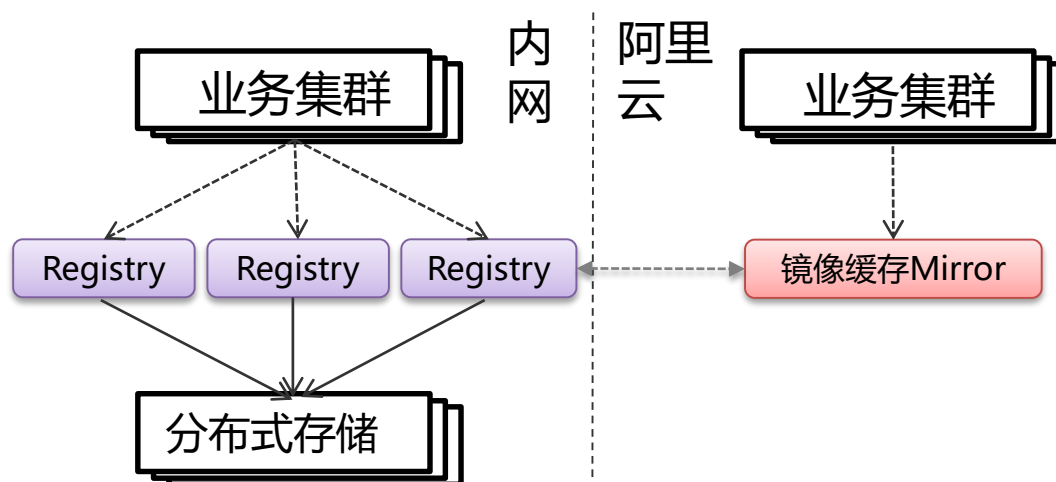 业务集群
内
网
阿里
云
业务集群
Registry
Registry
Registry
镜像缓存Mirror
分布式存储